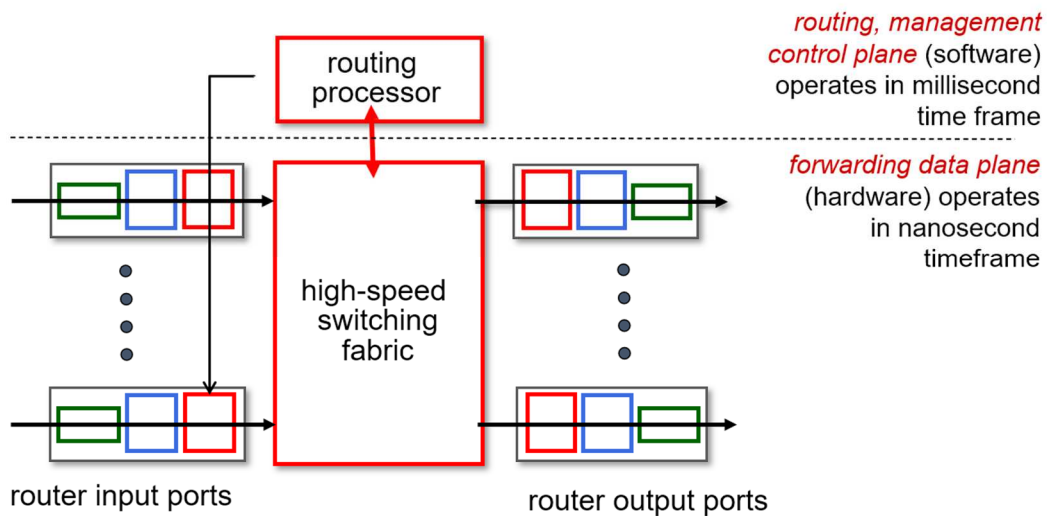 routing, management
control plane (software)
operates in millisecond
time frame
routing
processor
forwarding data plane
(hardware) operates
in nanosecond
timeframe
high-speed
switching
fabric
router input ports
router output ports